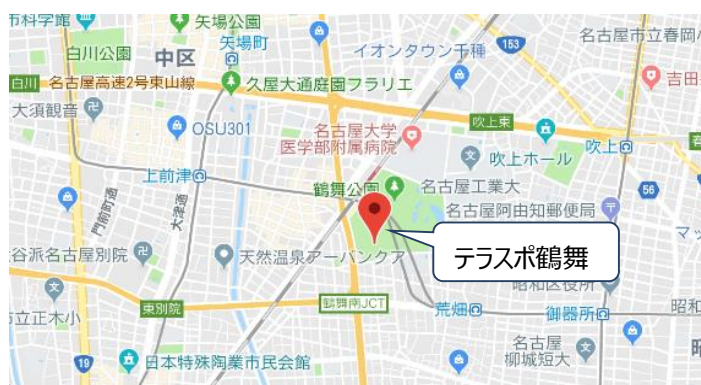 市科学館
矢場公園
矢場町
白川公園
中区
イオンタウン千種
153
名古屋市立春岡小
白川
名古屋高速2号東山線
久屋大通庭園フラリエ
吉田
大須観音
OSU301
名古屋大学
医学部附属病院
吹上東
吹上ホール
吹上
上前津
鶴舞公園
名古屋工業大
56
門前町通
大津通
名古屋阿由知郵便局
谷派名古屋別院
天然温泉アーバンクア
テラスポ鶴舞
昭和区役所
市立正木小
東別院
鶴舞南JCT
荒畑
御器所
昭和
19
日本特殊陶業市民会館
名古屋
柳城短大